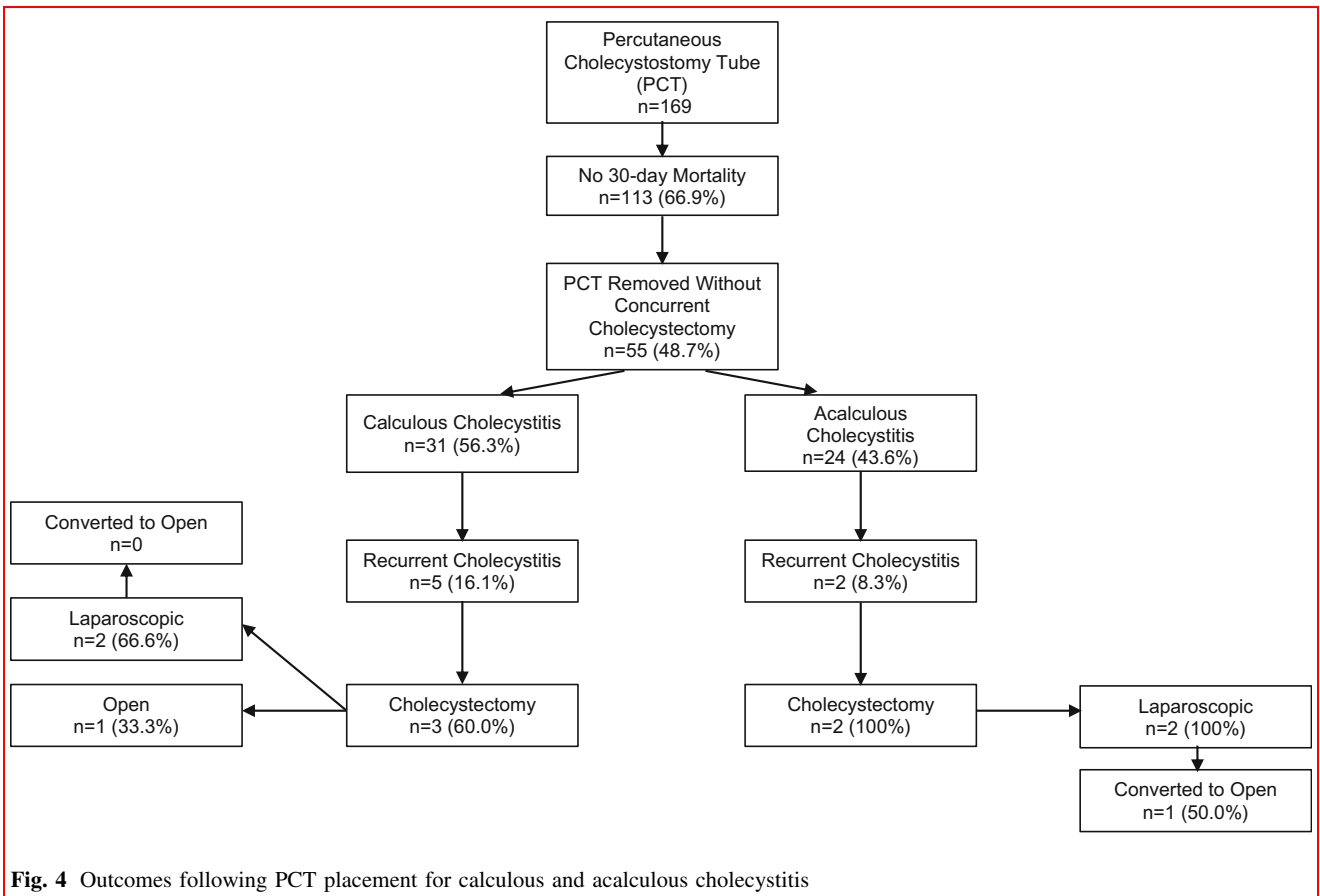 Percutaneous
Cholecystostomy Tube
(PCT)
n=169
No 30-day Mortality
n=113 (66.9%)
PCT Removed Without
Concurrent
Cholecystectomy
n=55 (48.7%)
Calculous Cholecystitis
n=31 (56.3%)
Acalculous
Cholecystitis
n=24 (43.6%)
Converted to Open
n=0
Recurrent Cholecystitis
n=5 (16.1%)
Recurrent Cholecystitis
n=2 (8.3%)
Laparoscopic
n=2 (66.6%)
Open
n=1 (33.3%)
Cholecystectomy
n=3 (60.0%)
Cholecystectomy
n=2 (100%)
Laparoscopic
n=2 (100%)
Converted to Open
n=1 (50.0%)
Fig. 4 Outcomes following PCT placement for calculous and acalculous cholecystitis